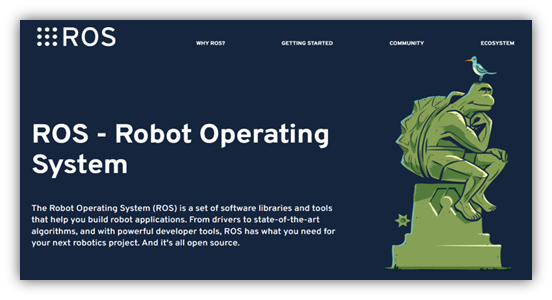 ROS
WHY ROS?
GETTING STARTED
COMMUNITY
ECOSYSTEM
ROS - Robot Operating
System
The Robot Operating System (ROS) is a set of software libraries and tools
that help you build robot applications. From drivers to state-of-the-art
algorithms, and with powerful developer tools, ROS has what you need for
your next robotics project. And it's all open source.